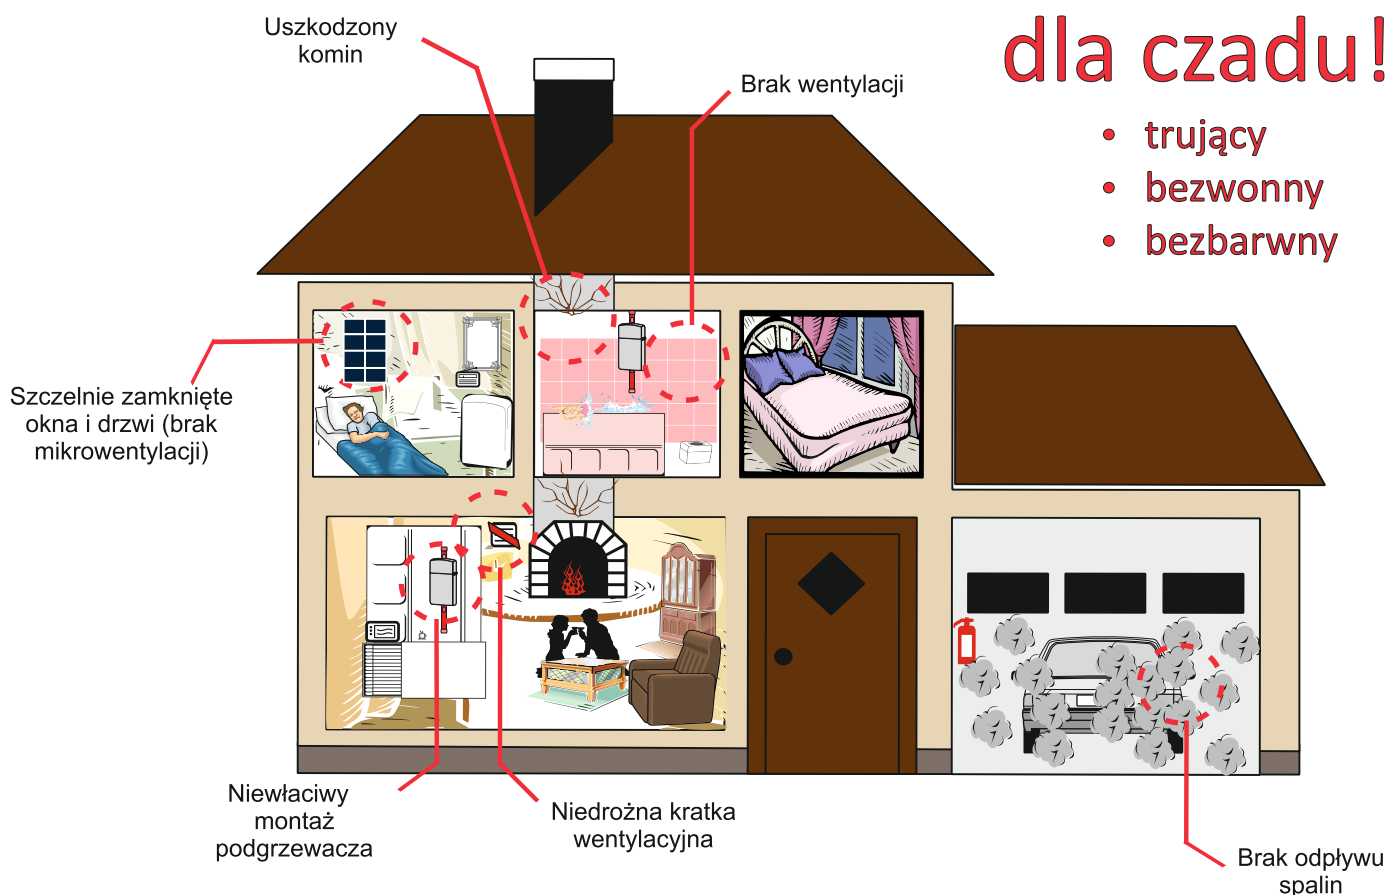 dla czadu!
• trujący
• bezwonny
• bezbarwny
Uszkodzony
komin
Brak wentylacji
Szczelnie zamknięte
okna i drzwi (brak
mikrowentylacji)
Niewłaciwy
montaż
podgrzewacza
Niedrożna kratka
wentylacyjna
Brak odpływu
spalin